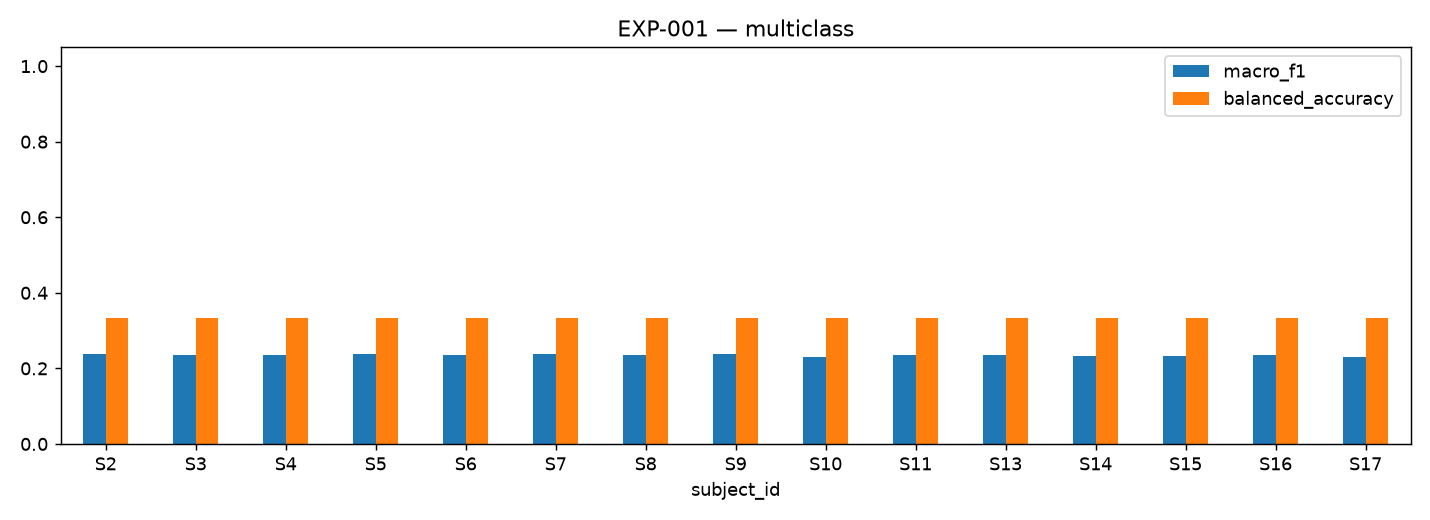 EXP-001 — multiclass
macro_f1
balanced_accuracy
1.0
0.8
0.6
0.4
0.2
0.0
S2 S3 S4 S5 S6 S7 S8 S9 S10 S11 S13 S14 S15 S16 S17
subject_id